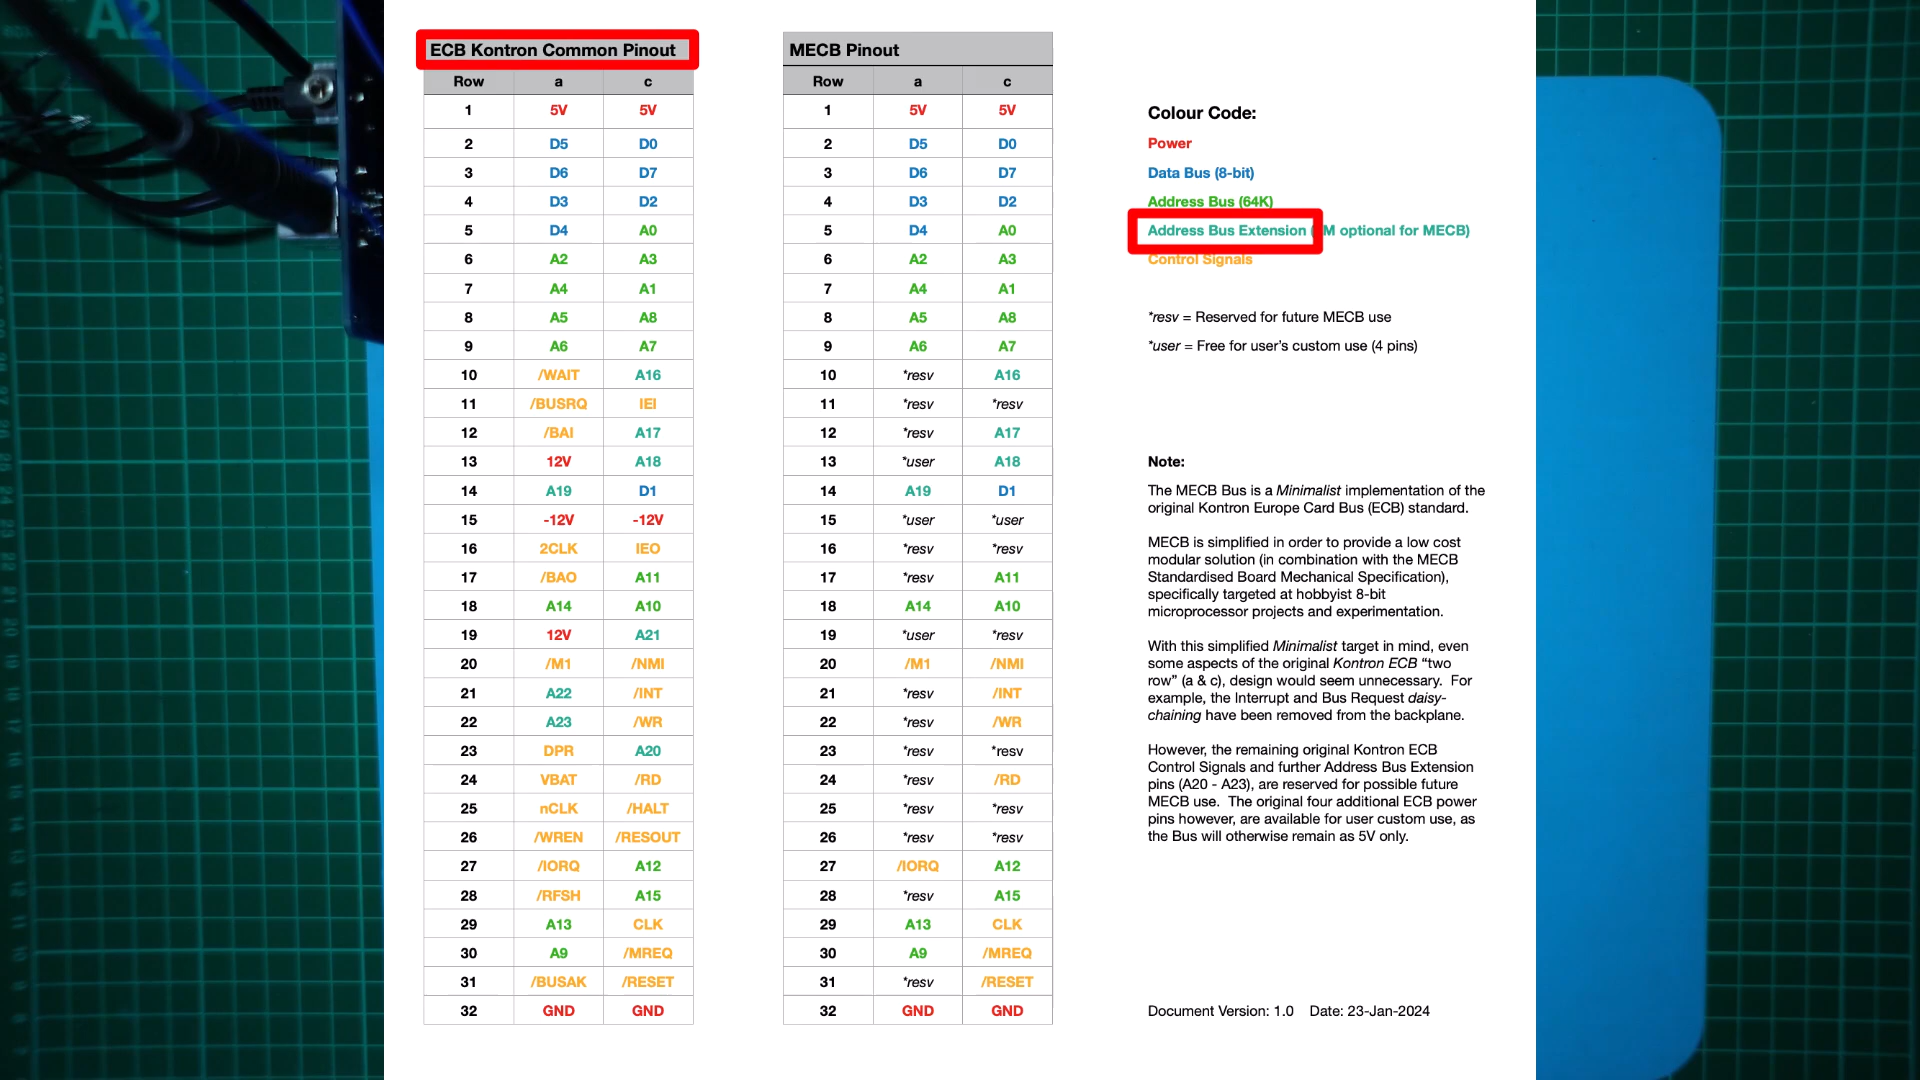 A2
ECB Kontron Common Pinout
Row a c
1 5V 5V
2 D5 D0
3 D6 D7
4 D3 D2
5 D4 A0
6 A2 A3
7 A4 A1
8 A5 A8
9 A6 A7
10 /WAIT A16
11 /BUSRQ IEI
12 /BAI A17
13 12V A18
14 A19 D1
15 -12V -12V
16 2CLK IEO
17 /BAO A11
18 A14 A10
19 12V A21
20 /M1 /NMI
21 A22 /INT
22 A23 /WR
23 DPR A20
24 VBAT /RD
25 nCLK /HALT
26 /WREN /RESOUT
27 /IORQ A12
28 /RFSH A15
29 A13 CLK
30 A9 /MREQ
31 /BUSAK /RESET
32 GND GND
MECB Pinout
Row a c
1 5V 5V
2 D5 D0
3 D6 D7
4 D3 D2
5 D4 A0
6 A2 A3
7 A4 A1
8 A5 A8
9 A6 A7
10 *resv A16
11 *resv *resv
12 *resv A17
13 *user A18
14 A19 D1
15 *user *user
16 *resv *resv
17 *resv A11
18 A14 A10
19 *user *resv
20 /M1 /NMI
21 *resv /INT
22 *resv /WR
23 *resv *resv
24 *resv /RD
25 *resv *resv
26 *resv *resv
27 /IORQ A12
28 *resv A15
29 A13 CLK
30 A9 /MREQ
31 *resv /RESET
32 GND GND
Colour Code:
Power
Data Bus (8-bit)
Address Bus (64K)
Address Bus Extension ( M optional for MECB)
Control Signals
*resv = Reserved for future MECB use
*user = Free for user's custom use (4 pins)
Note:
The MECB Bus is a Minimalist implementation of the
original Kontron Europe Card Bus (ECB) standard.
MECB is simplified in order to provide a low cost
modular solution (in combination with the MECB
Standardised Board Mechanical Specification),
specifically targeted at hobbyist 8-bit
microprocessor projects and experimentation.
With this simplified Minimalist target in mind, even
some aspects of the original Kontron ECB “two
row” (a & c), design would seem unnecessary. For
example, the Interrupt and Bus Request daisy-
chaining have been removed from the backplane.
However, the remaining original Kontron ECB
Control Signals and further Address Bus Extension
pins (A20 - A23), are reserved for possible future
MECB use. The original four additional ECB power
pins however, are available for user custom use, as
the Bus will otherwise remain as 5V only.
Document Version: 1.0 Date: 23-Jan-2024